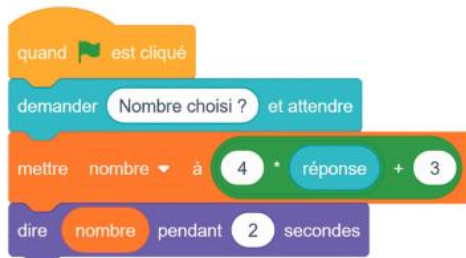 quand est cliqué
demander Nombre choisi ? et attendre
mettre nombre à 4 * réponse + 3
dire nombre pendant 2 secondes